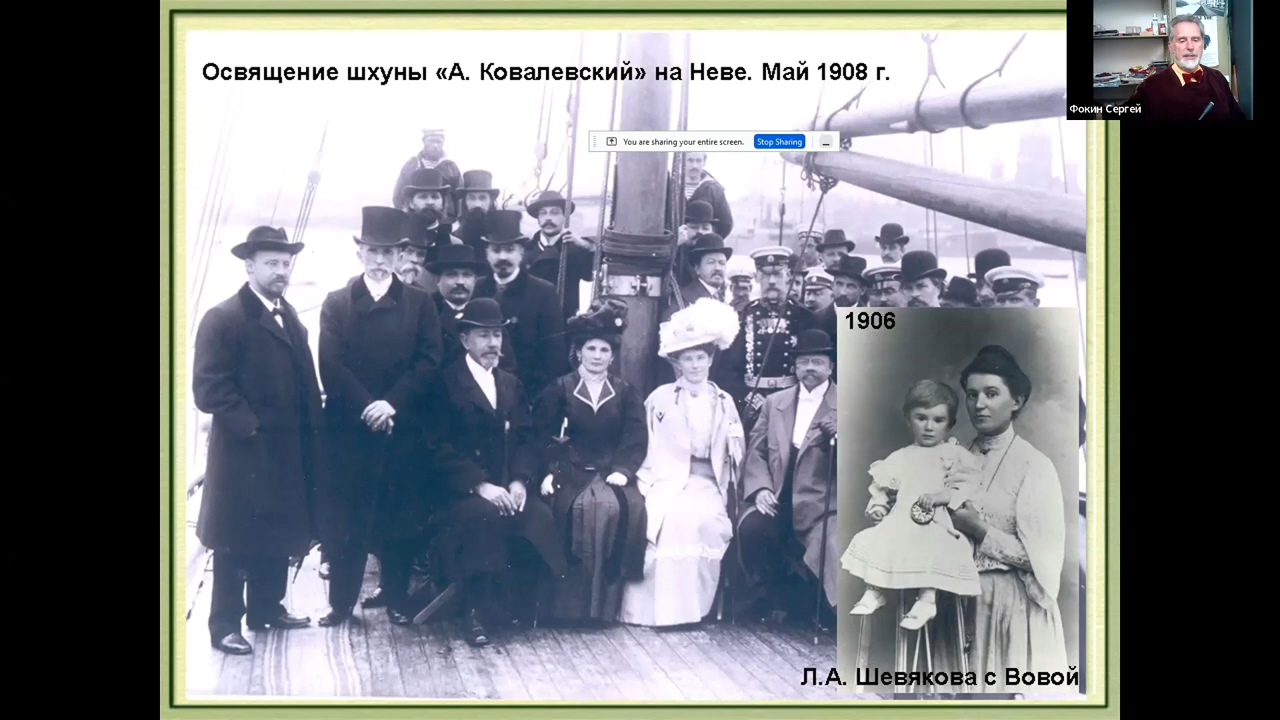 Освящение шхуны «А. Ковалевский» на Неве. Май 1908 г.
Фокин Сергей
You are sharing your entire screen. Stop Sharing
1906
Л.А. Шевякова с Вовой